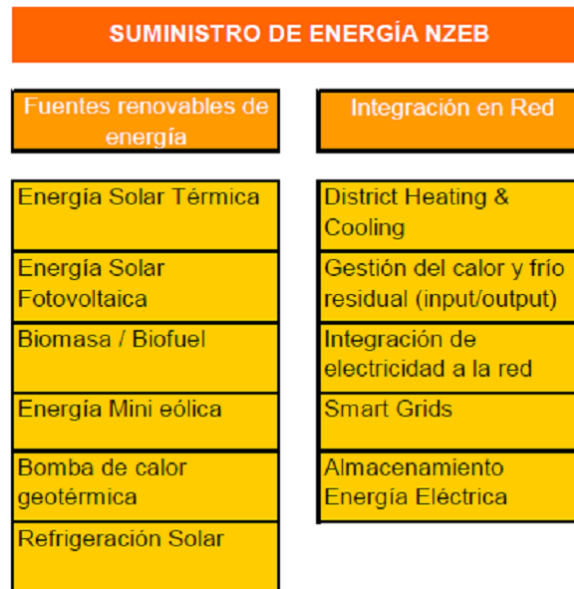 SUMINISTRO DE ENERGÍA NZEB
Fuentes renovables de
energía
Energía Solar Térmica
Energía Solar
Fotovoltaica
Biomasa / Biofuel
Energía Mini eólica
Bomba de calor
geotérmica
Refrigeración Solar
Integración en Red
District Heating &
Cooling
Gestión del calor y frío
residual (input/output)
Integración de
electricidad a la red
Smart Grids
Almacenamiento
Energía Eléctrica